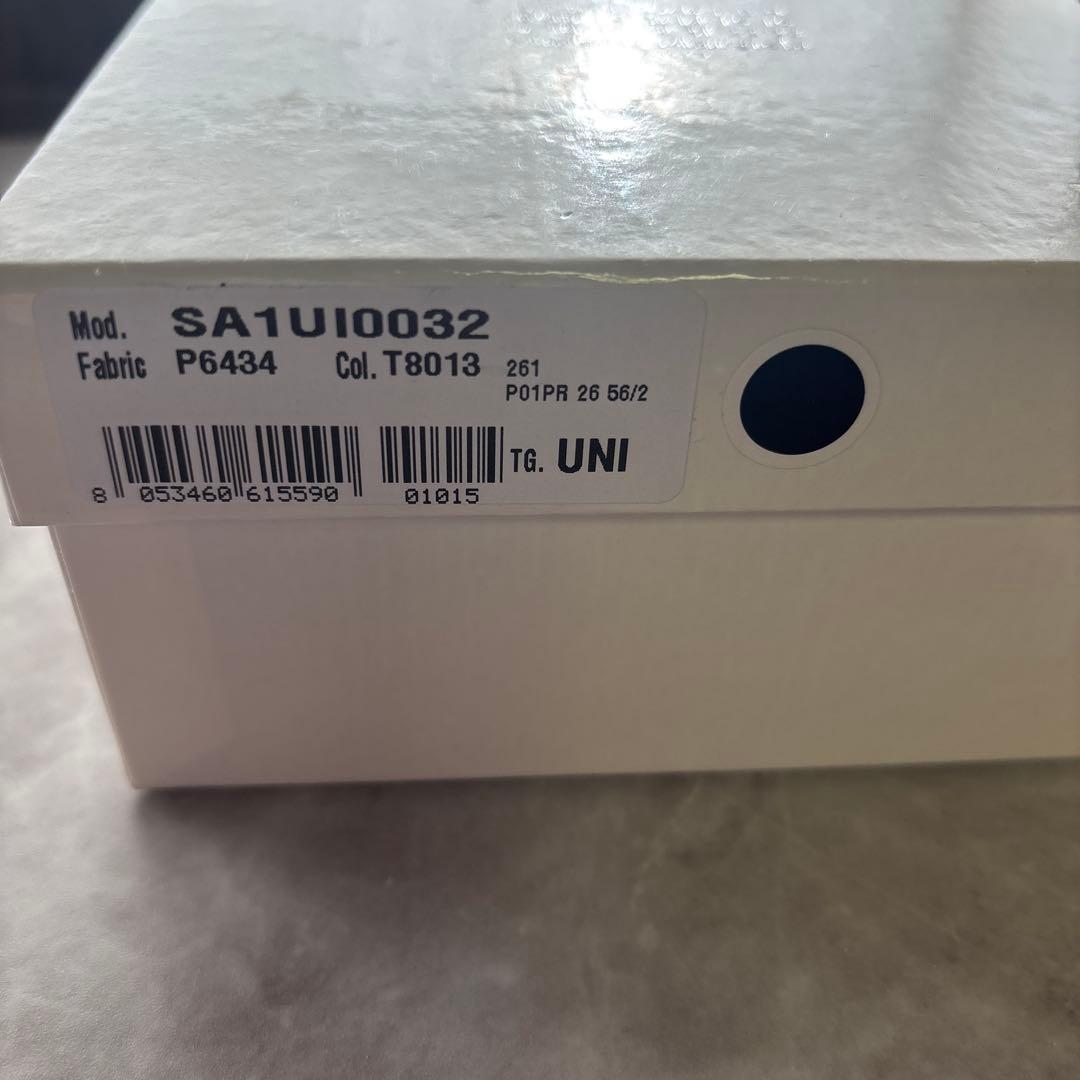 Mod. SA1UI0032
Fabric P6434 Col. T8013 261
P01PR 26 56/2
TG. UNI
8 053460 615590 01015